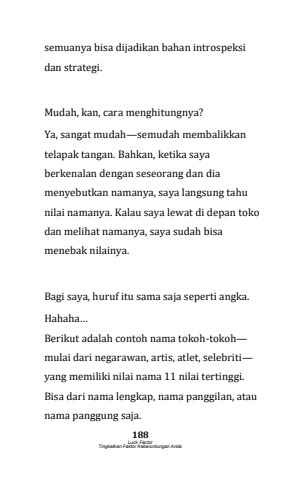 semuanya bisa dijadikan bahan introspeksi
dan strategi.
Mudah, kan, cara menghitungnya?
Ya, sangat mudah—semudah membalikkan
telapak tangan. Bahkan, ketika saya
berkenalan dengan seseorang dan dia
menyebutkan namanya, saya langsung tahu
nilai namanya. Kalau saya lewat di depan toko
dan melihat namanya, saya sudah bisa
menebak nilainya.
Bagi saya, huruf itu sama saja seperti angka.
Hahaha…
Berikut adalah contoh nama tokoh-tokoh—
mulai dari negarawan, artis, atlet, selebriti—
yang memiliki nilai nama 11 nilai tertinggi.
Bisa dari nama lengkap, nama panggilan, atau
nama panggung saja.
188
Luck Factor
Tingkatkan Faktor Keberuntungan Anda